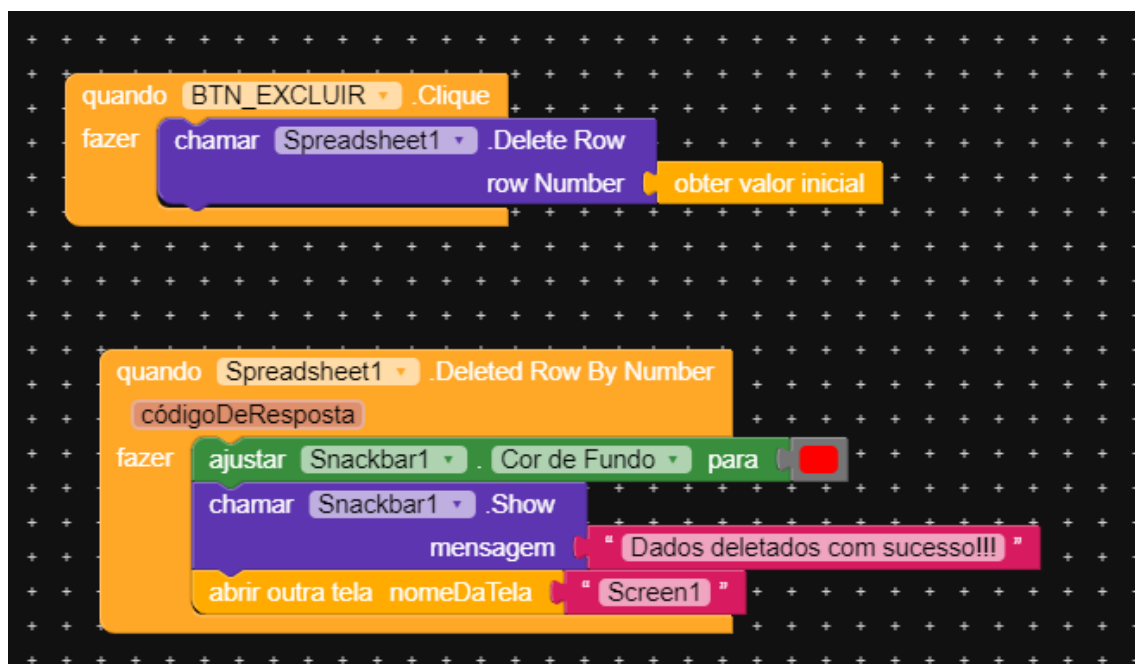 quando BTN_EXCLUIR .Clique
fazer chamar Spreadsheet1 .Delete Row
row Number obter valor inicial
quando Spreadsheet1 .Deleted Row By Number
códigoDeResposta
fazer ajustar Snackbar1 . Cor de Fundo para
chamar Snackbar1 .Show
mensagem “ Dados deletados com sucesso!!! ”
abrir outra tela nomeDaTela “ Screen1 ”